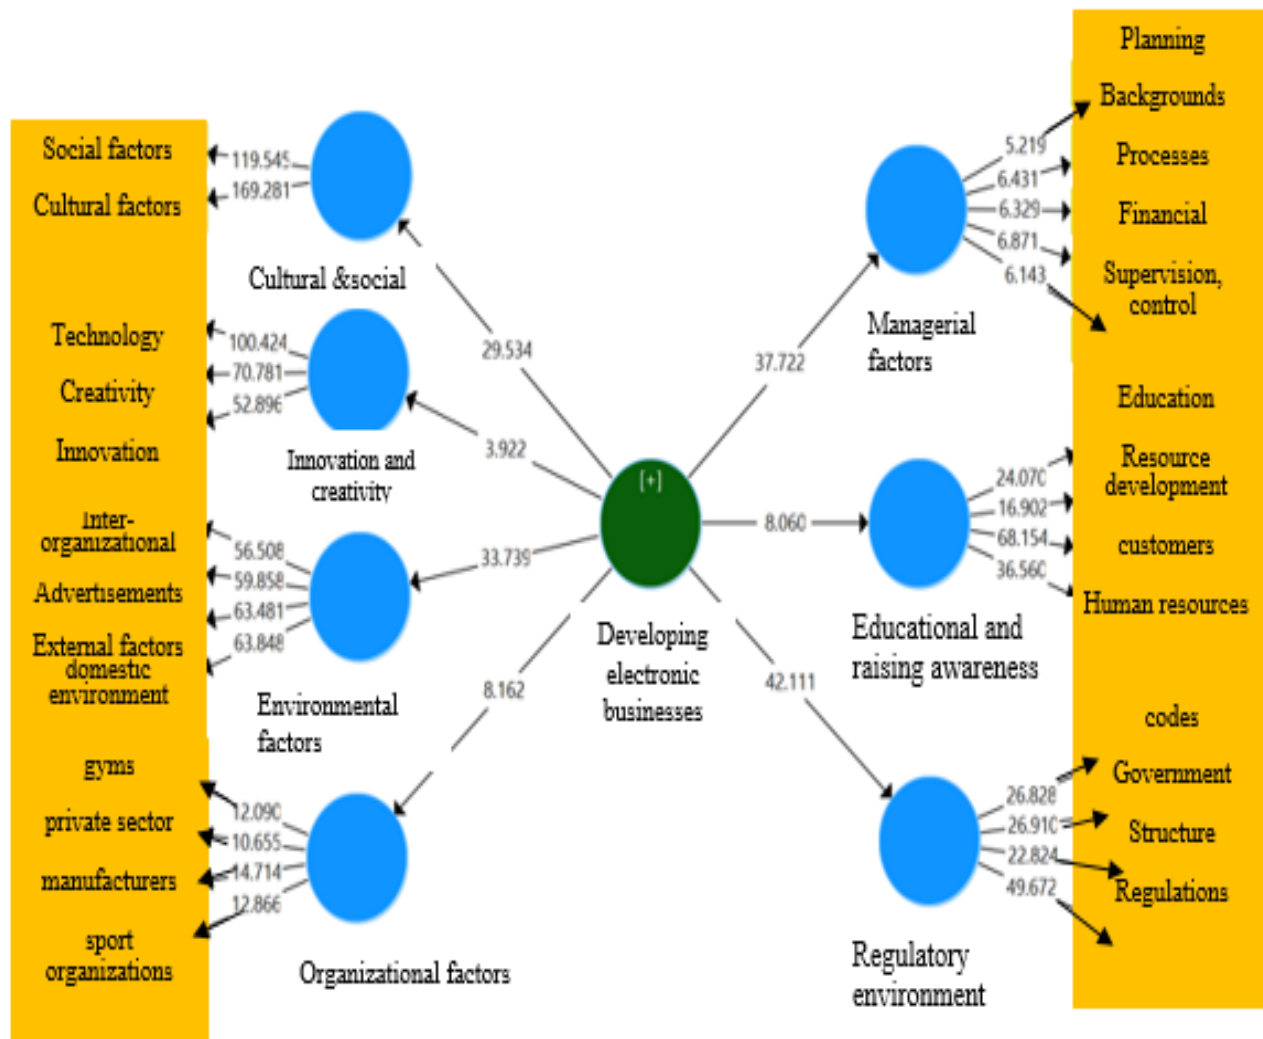 Social factors
Cultural factors
Technology
Creativity
Innovation
Inter-
organizational
Advertisements
External factors
domestic
environment
gyms
private sector
manufacturers
sport
organizations
119.545
169.281
100.424
70.781
52.896
56.508
59.858
63.481
63.848
12.090
10.655
14.714
12.866
Cultural &social
Innovation and
creativity
Environmental
factors
Organizational factors
29.534
3.922
33.739
8.162
[+]
Developing
electronic
businesses
37.722
8.060
42.111
Managerial
factors
Educational and
raising awareness
Regulatory
environment
5.219
6.431
6.329
6.871
6.143
24.070
16.902
68.154
36.560
26.828
26.910
22.824
49.672
Planning
Backgrounds
Processes
Financial
Supervision,
control
Education
Resource
development
customers
Human resources
codes
Government
Structure
Regulations